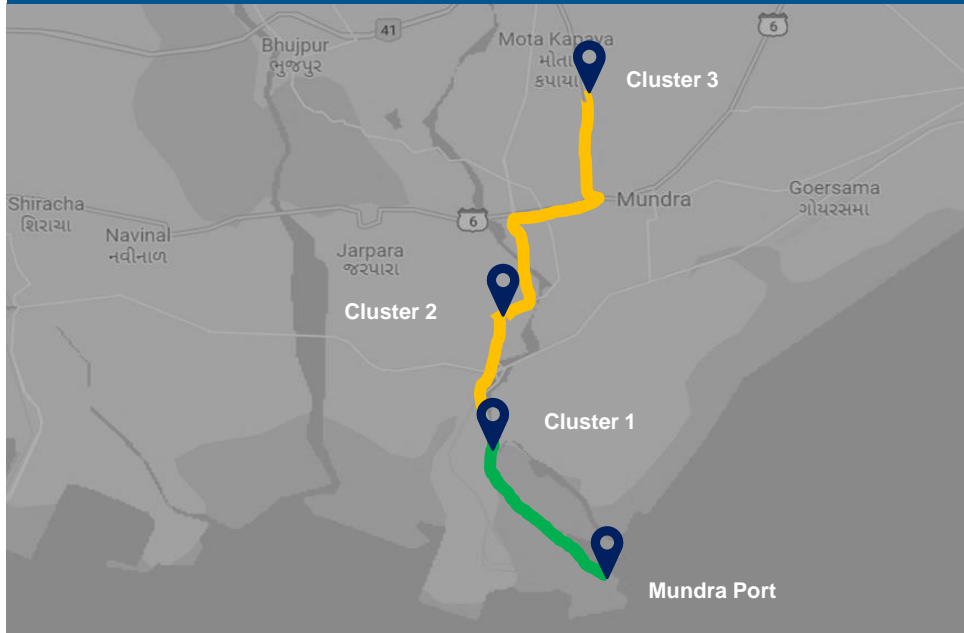 41
6
Bhujpur
ભુજપુર
Mota Kapaya
મોતા
કપાયા
Cluster 3
Shiracha
શિરાચા
Navinal
નવીનાળ
6
Mundra
Goersama
ગોયરસમા
Jarpara
જરપારા
Cluster 2
Cluster 1
Mundra Port